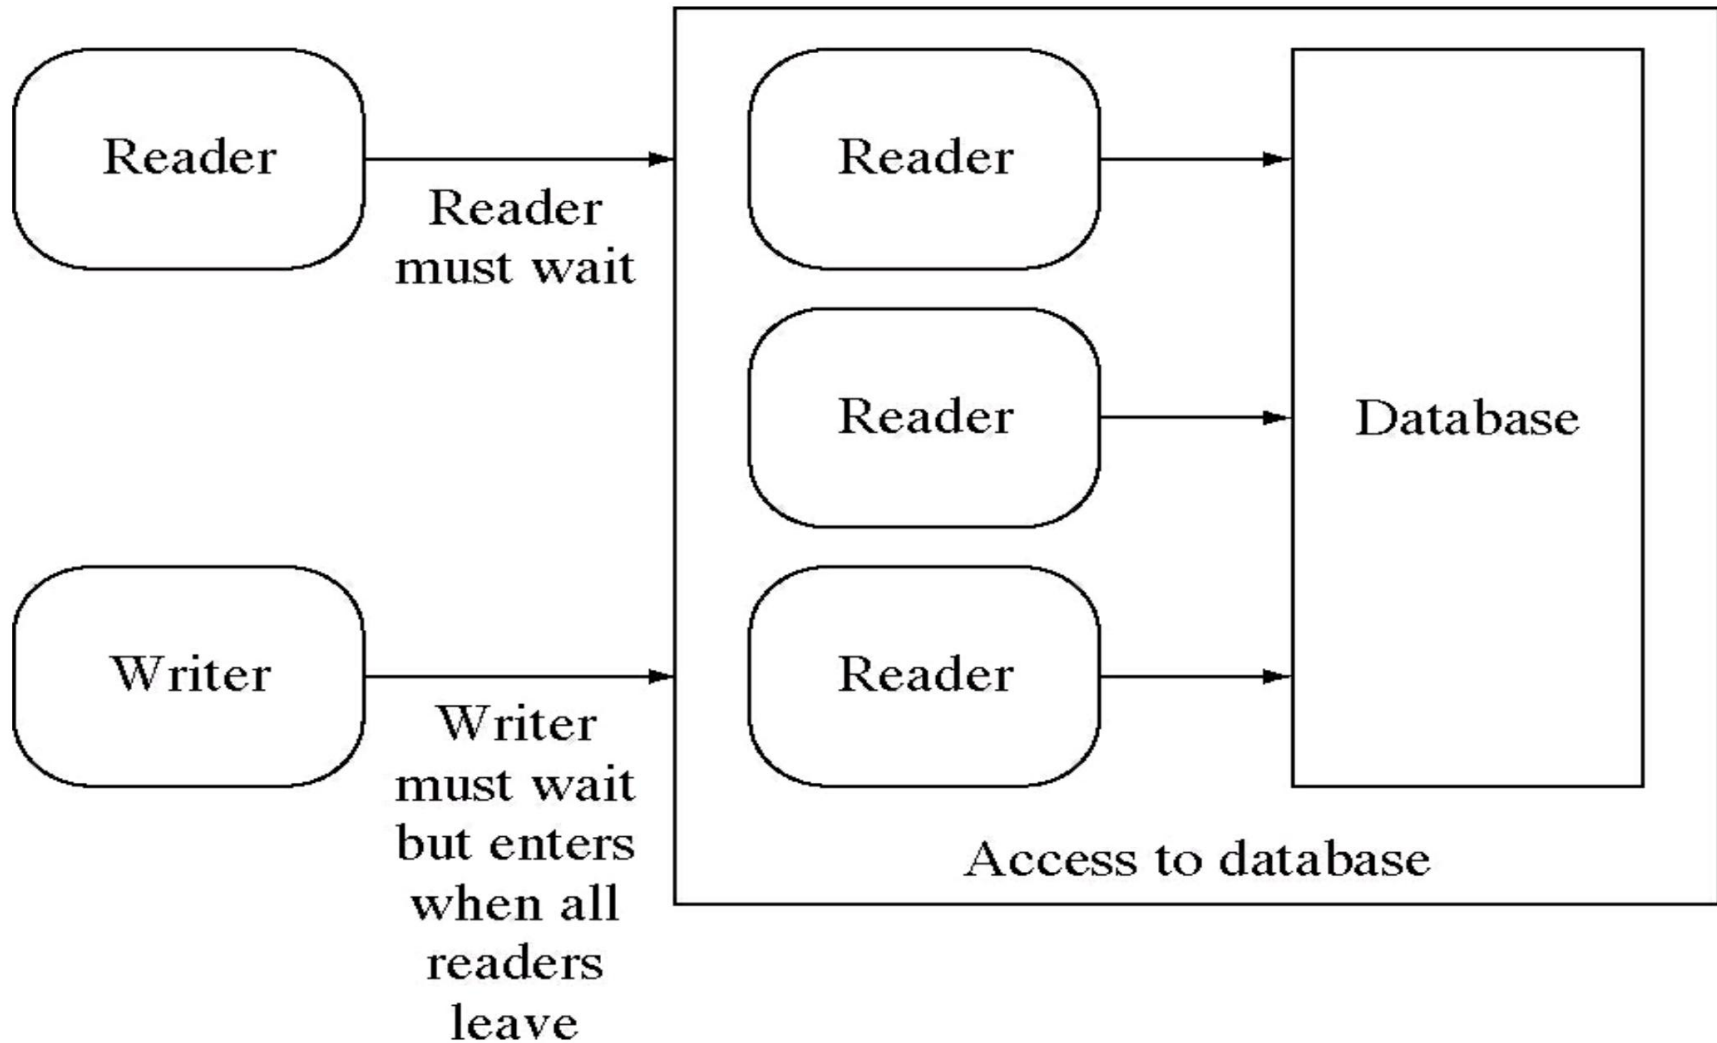 Reader
Reader
must wait
Writer
Writer
must wait
but enters
when all
readers
leave
Reader
Reader
Reader
Database
Access to database